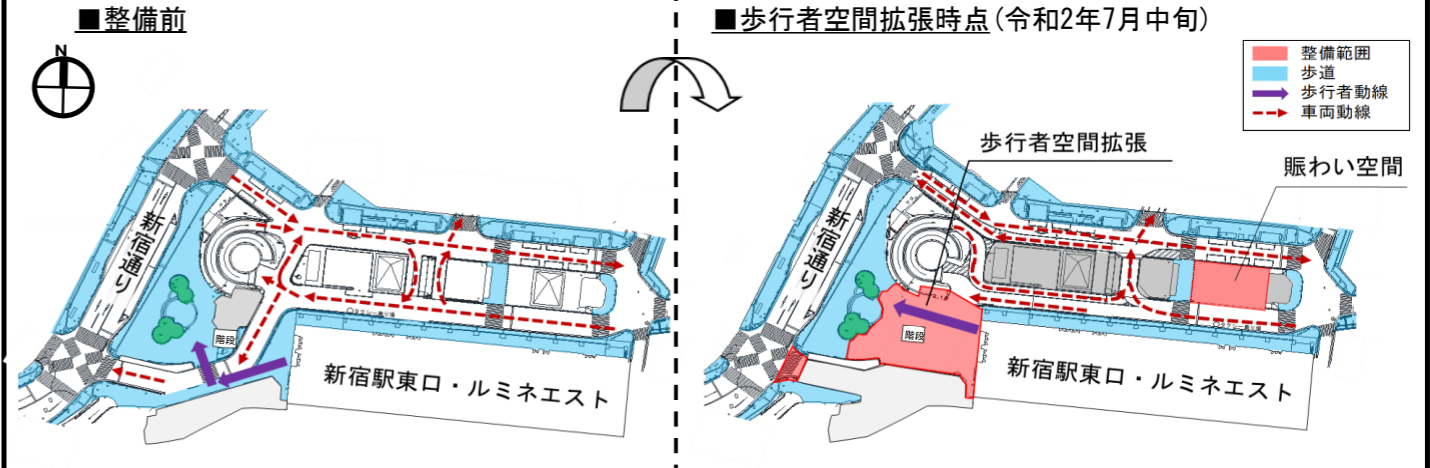 ■整備前
N
新宿通り
階段
新宿駅東口・ルミネエスト
■歩行者空間拡張時点(令和2年7月中旬)
整備範囲
歩道
歩行者動線
車両動線
歩行者空間拡張
賑わい空間
新宿通り
階段
新宿駅東口・ルミネエスト